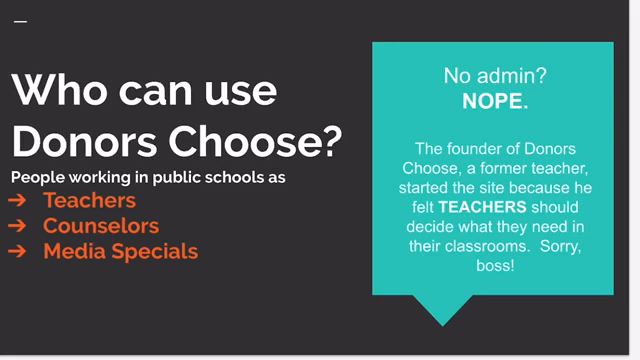 Who can use
Donors Choose?
People working in public schools as
➔ Teachers
➔ Counselors
➔ Media Specials
No admin?
NOPE.
The founder of Donors
Choose, a former teacher,
started the site because he
felt TEACHERS should
decide what they need in
their classrooms. Sorry,
boss!